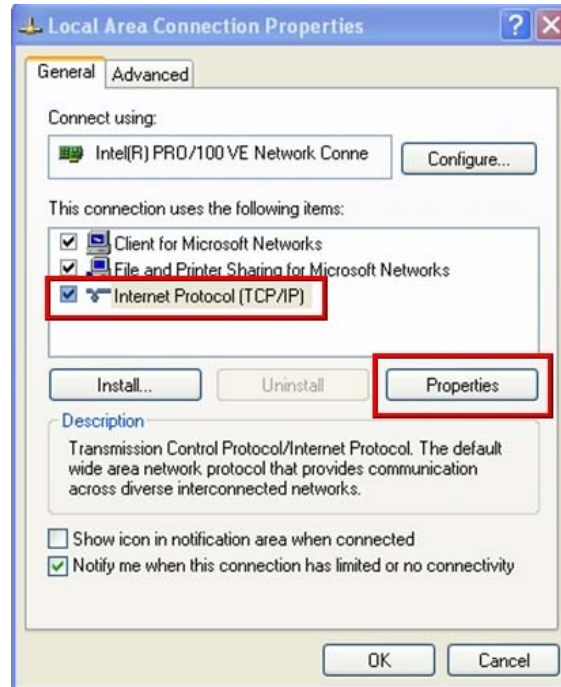 Local Area Connection Properties
General Advanced
Connect using:
Intel(R) PRO/100 VE Network Conne Configure...
This connection uses the following items:
Client for Microsoft Networks
File and Printer Sharing for Microsoft Networks
Internet Protocol (TCP/IP)
Install... Uninstall Properties
Description
Transmission Control Protocol/Internet Protocol. The default
wide area network protocol that provides communication
across diverse interconnected networks.
Show icon in notification area when connected
Notify me when this connection has limited or no connectivity
OK Cancel